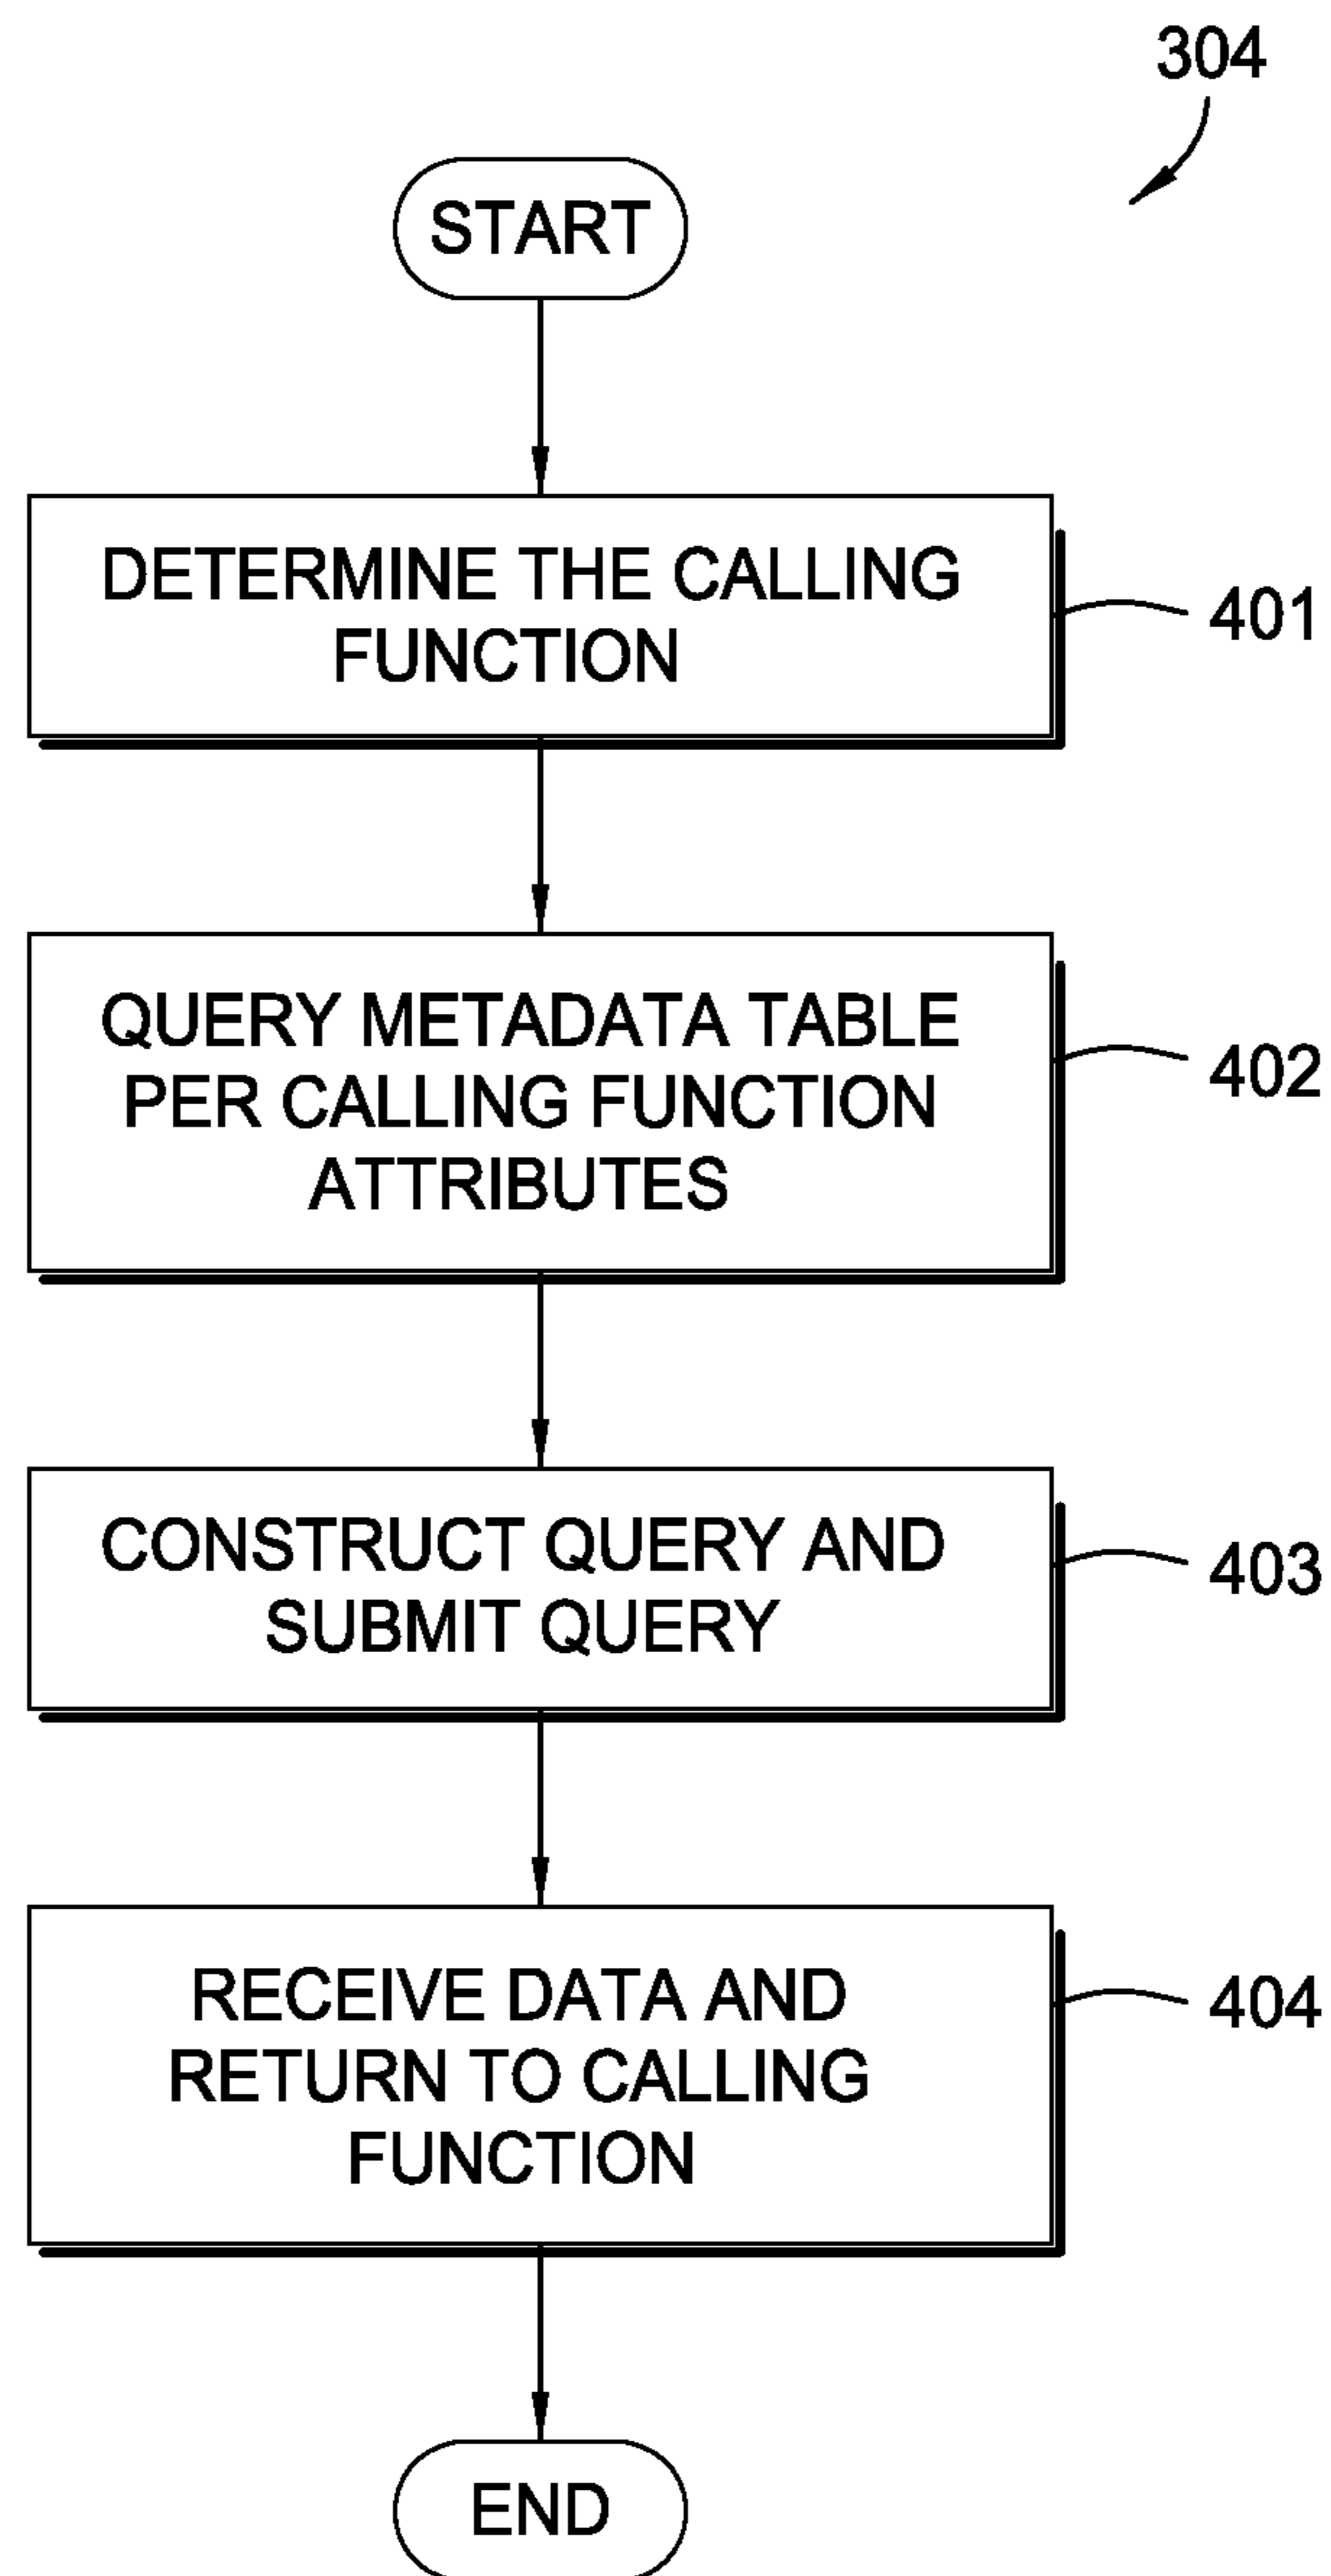 304
START
DETERMINE THE CALLING
FUNCTION
401
QUERY METADATA TABLE
PER CALLING FUNCTION
ATTRIBUTES
402
CONSTRUCT QUERY AND
SUBMIT QUERY
403
RECEIVE DATA AND
RETURN TO CALLING
FUNCTION
404
END